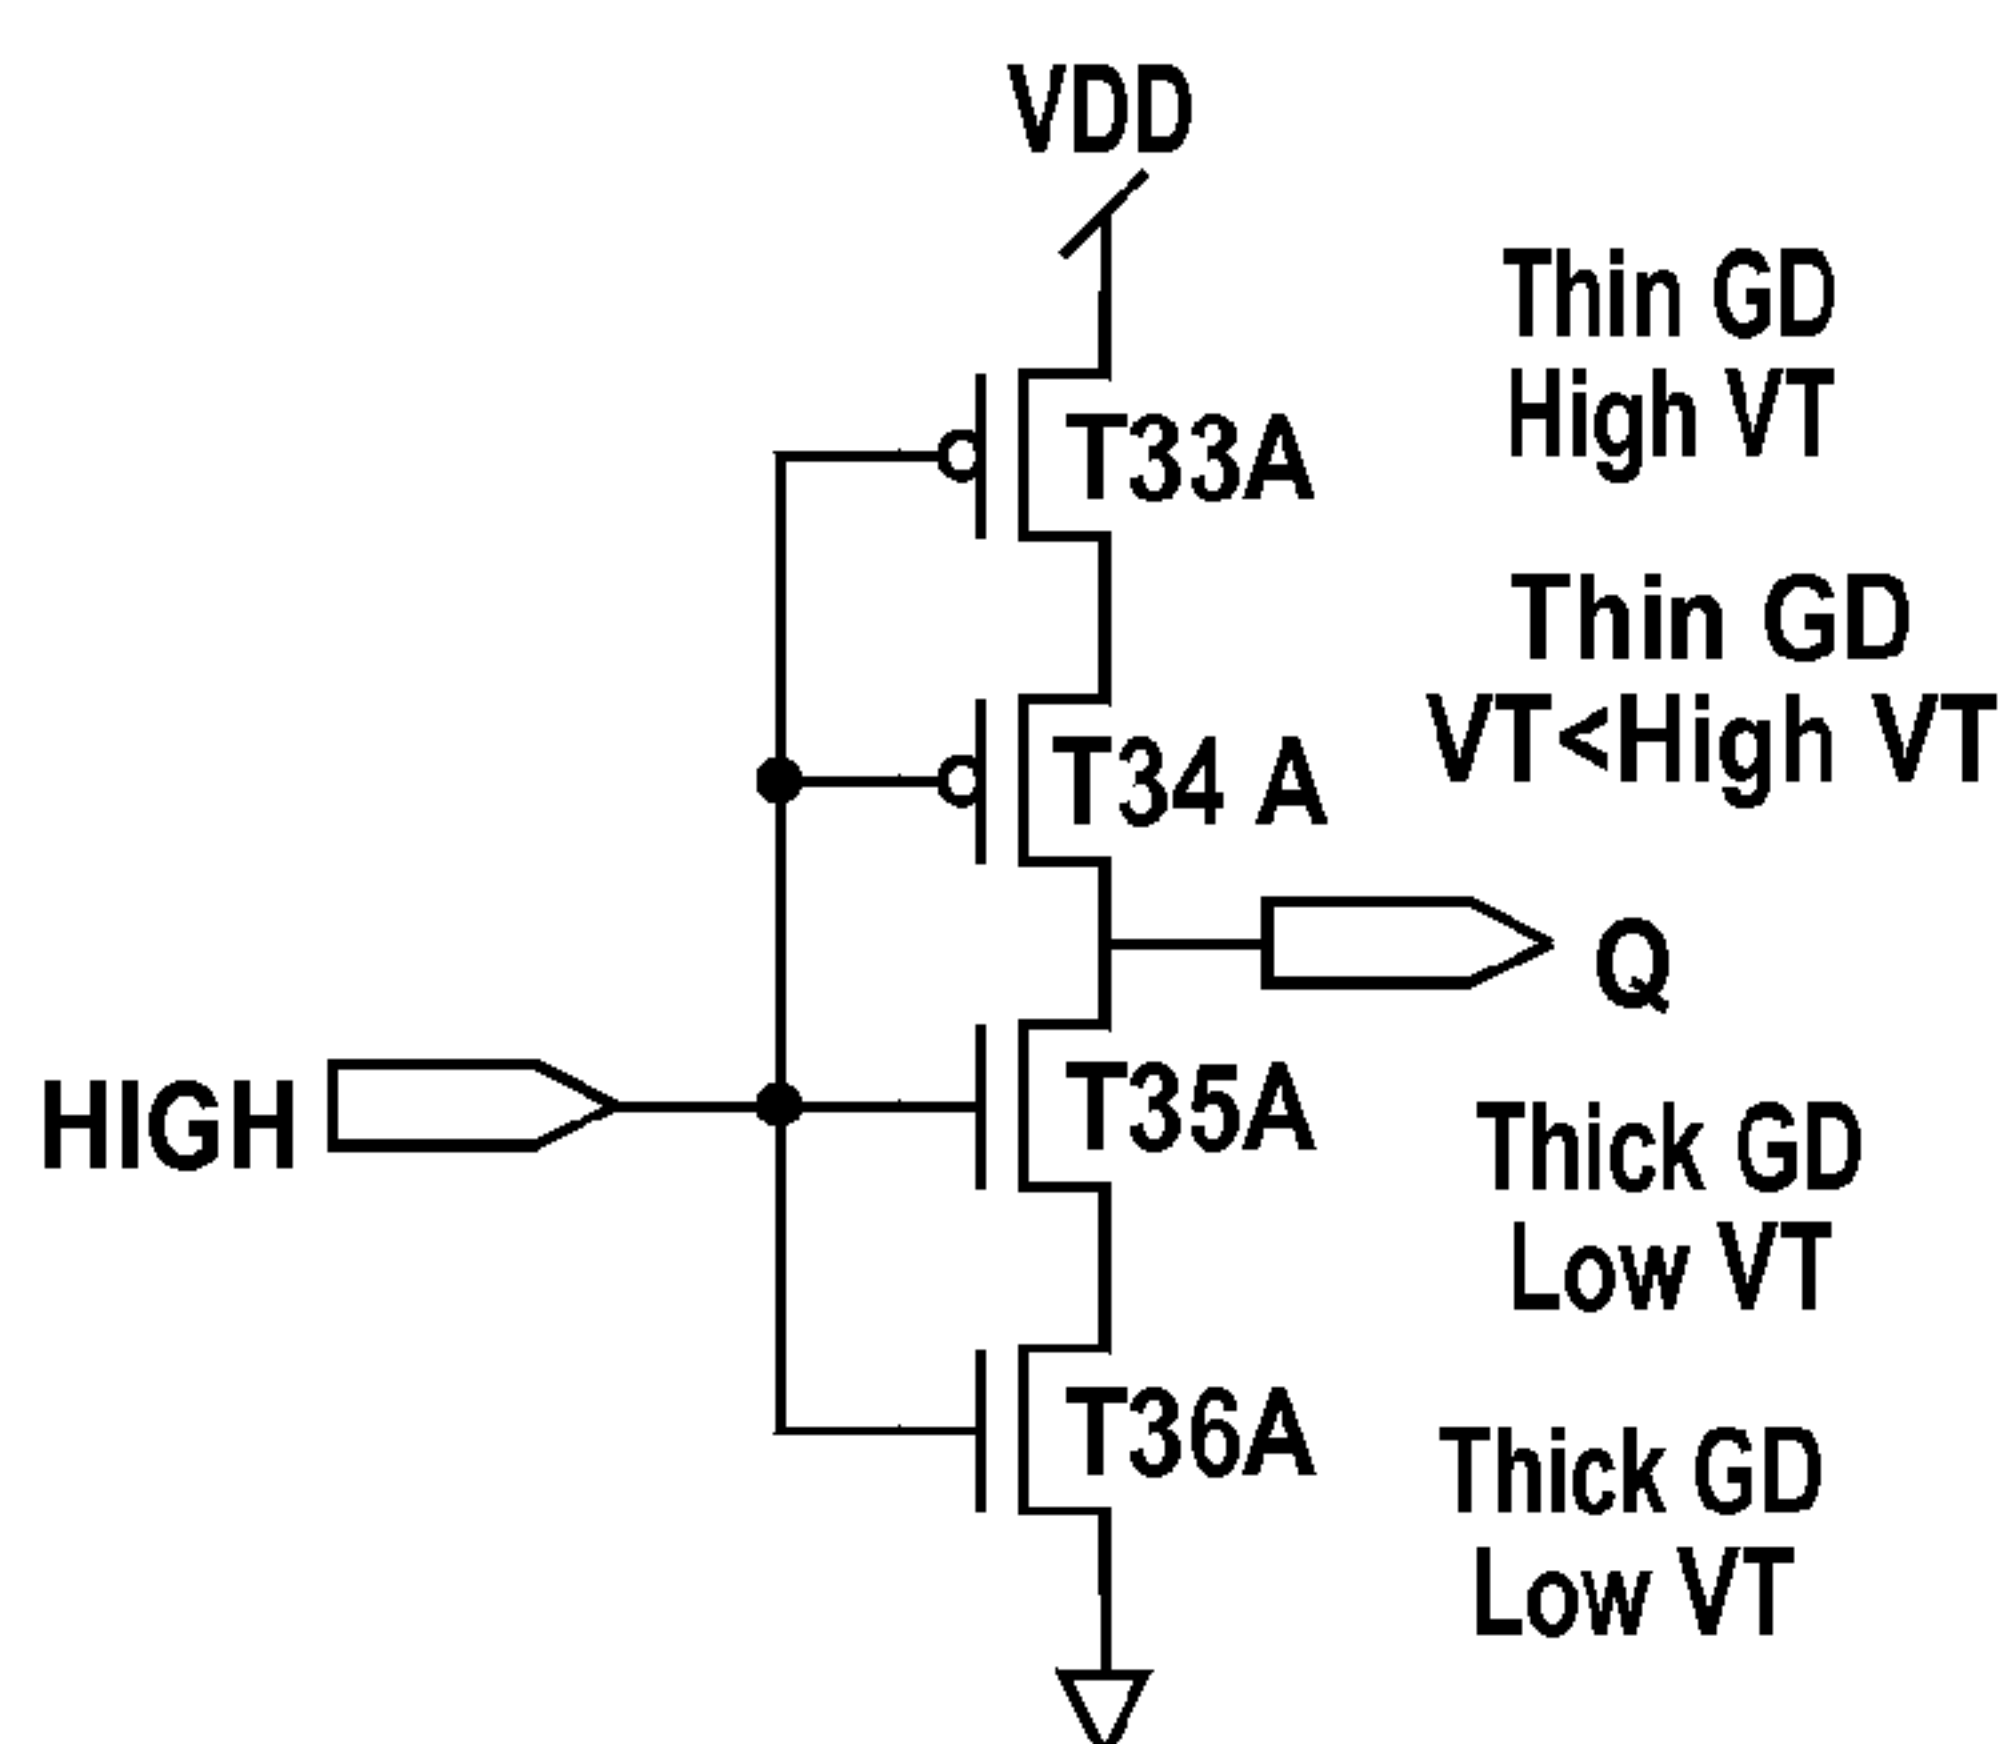 VDD
Thin GD
High VT
T33A
Thin GD
VT<High VT
T34 A
Q
HIGH
T35A
Thick GD
Low VT
T36A
Thick GD
Low VT